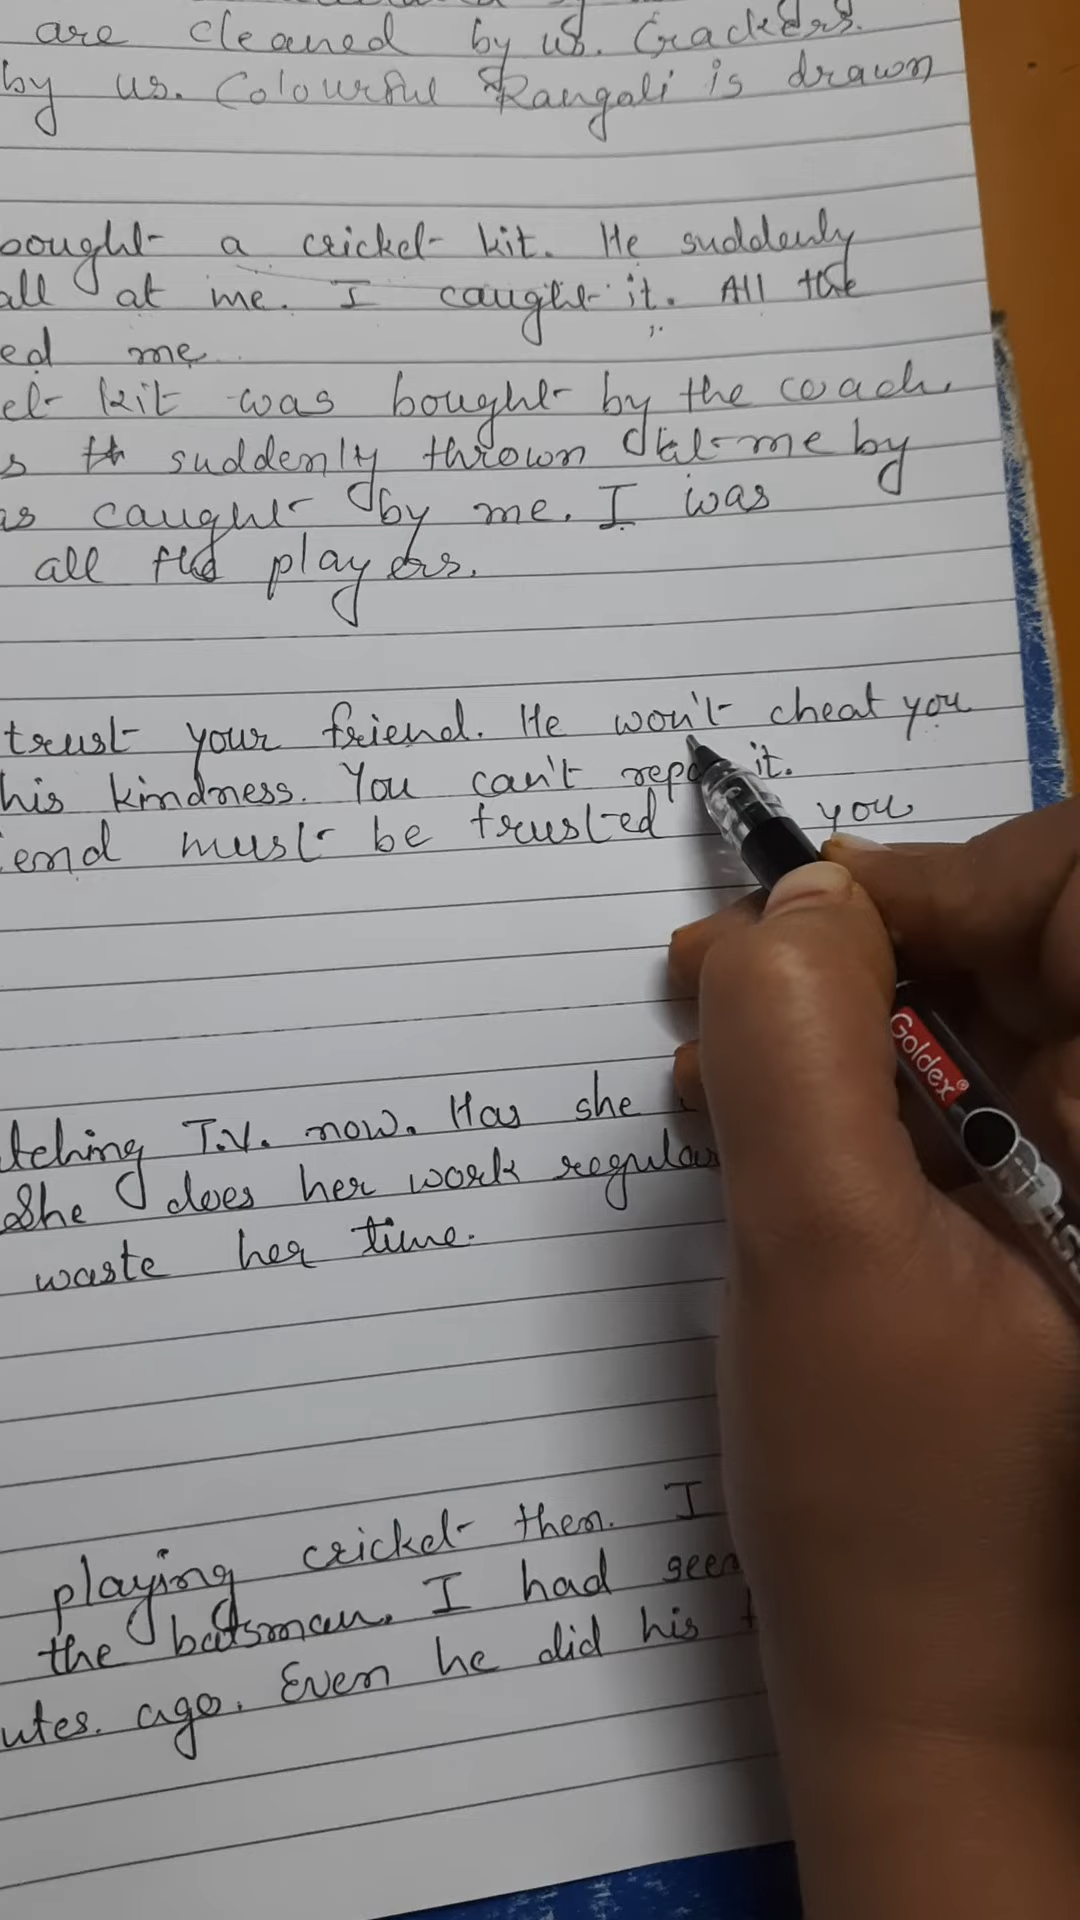 are cleaned by us. Crackers.
by us. Colourful Rangali is drawn
bought a cricket kit. He suddenly
all at me. I caught it. All the
ed me.
et kit was bought by the coach.
s suddenly thrown at me by
as caught by me. I was
all the players.
trust your friend. He won't cheat you
his kindness. You can't repa it.
end must be trusted you
tching T.V. now. Has she
She does her work regular
waste her time.
playing cricket then. I
the batsman. I had seen
utes. ago. Even he did his
Goldex®